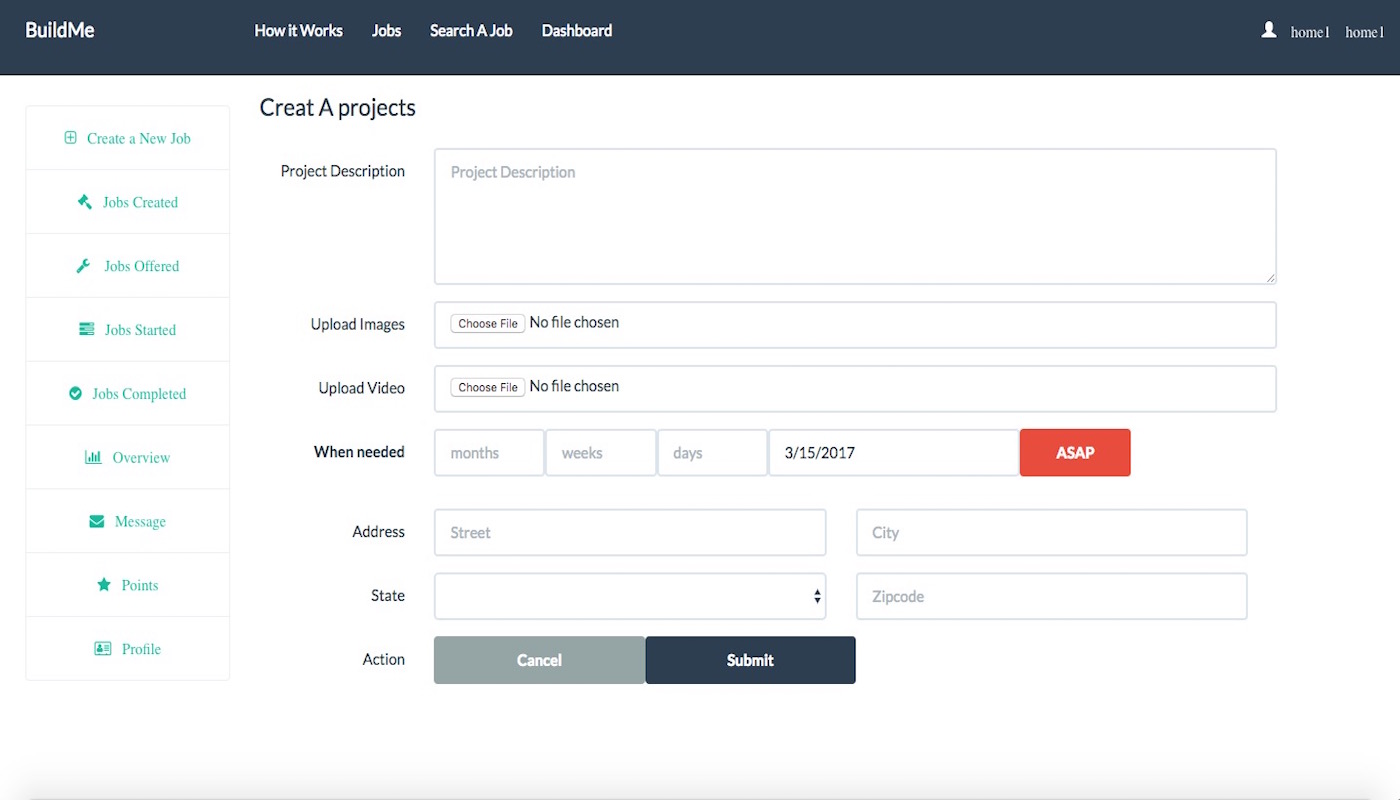 BuildMe How it Works Jobs Search A Job Dashboard home1 home1
Create a New Job
Jobs Created
Jobs Offered
Jobs Started
Jobs Completed
Overview
Message
Points
Profile
Creat A projects
Project Description Project Description
Upload Images Choose File No file chosen
Upload Video Choose File No file chosen
When needed months weeks days 3/15/2017 ASAP
Address Street City
State Zipcode
Action Cancel Submit